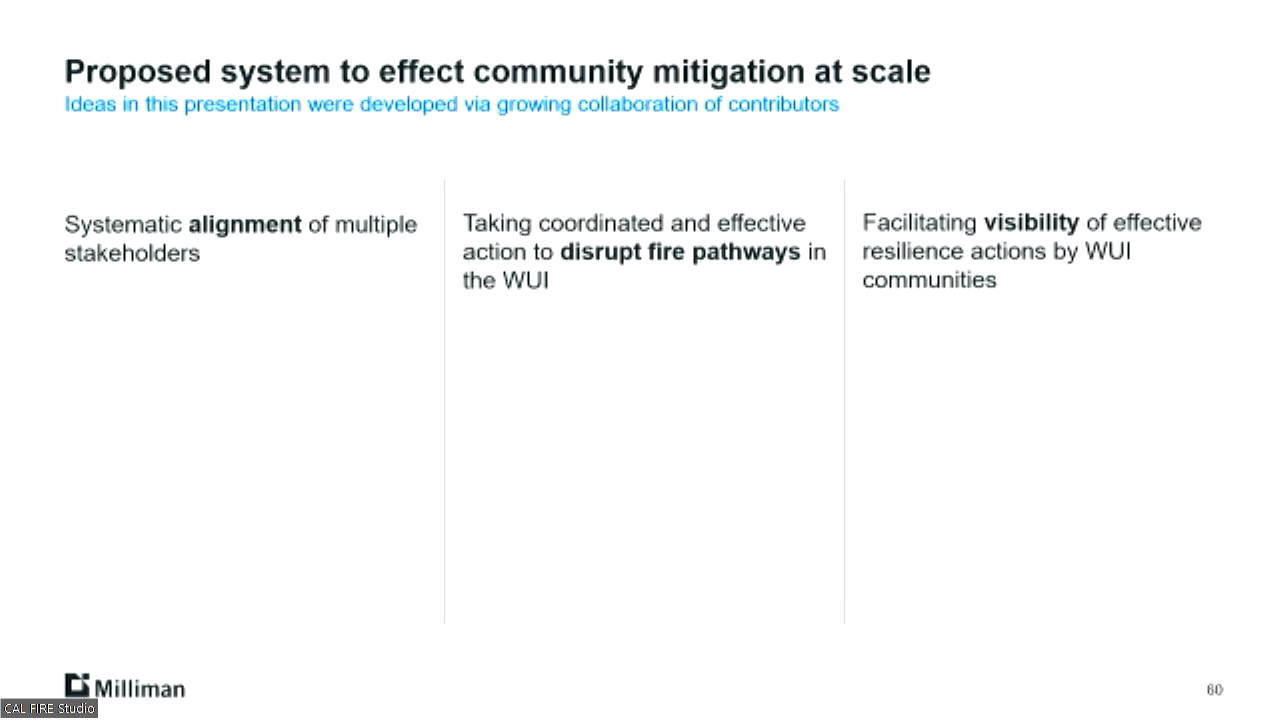 Proposed system to effect community mitigation at scale
Ideas in this presentation were developed via growing collaboration of contributors
Systematic alignment of multiple
stakeholders
Taking coordinated and effective
action to disrupt fire pathways in
the WUI
Facilitating visibility of effective
resilience actions by WUI
communities
Milliman
60
CAL FIRE Studio